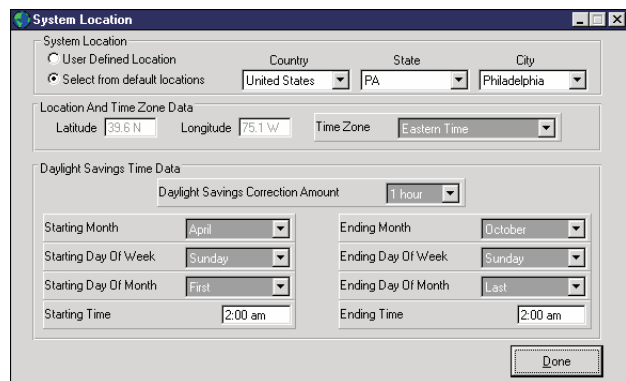 System Location
System Location
User Defined Location
Country
State
City
Select from default locations
United States
PA
Philadelphia
Location And Time Zone Data
Latitude 39.6 N Longitude 75.1 W Time Zone Eastern Time
Daylight Savings Time Data
Daylight Savings Correction Amount 1 hour
Starting Month April Ending Month October
Starting Day Of Week Sunday Ending Day Of Week Sunday
Starting Day Of Month First Ending Day Of Month Last
Starting Time 2:00 am Ending Time 2:00 am
Done